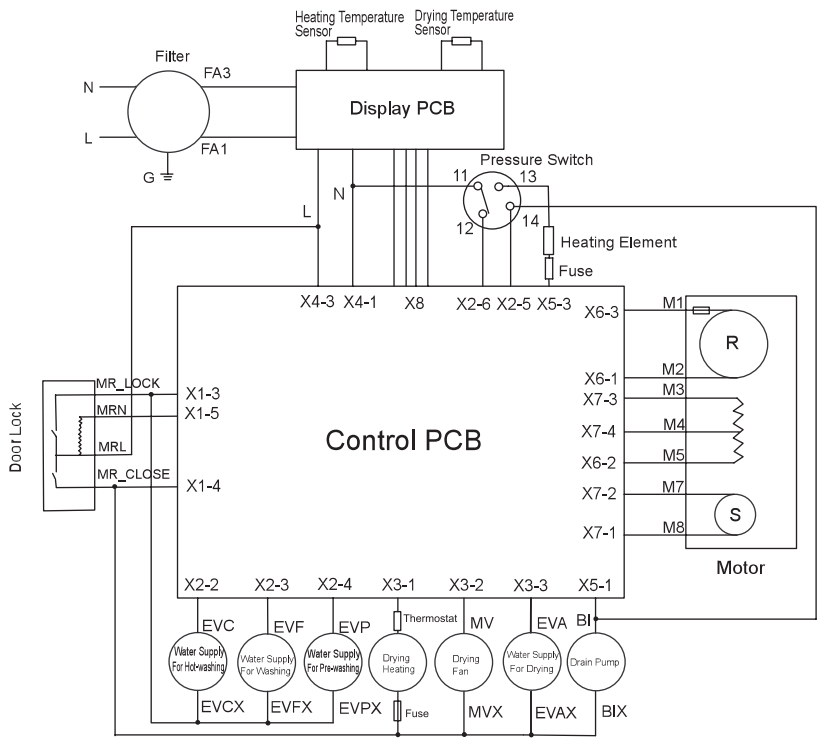 Heating Temperature
Sensor
Drying Temperature
Sensor
Filter
N
FA3
Display PCB
L
FA1
G
Pressure Switch
11
13
N
L
12
14
Heating Element
Fuse
X4-3
X4-1
X8
X2-6
X2-5
X5-3
X6-3
M1
R
X6-1
M2
X7-3
M3
X7-4
M4
X6-2
M5
X7-2
M7
S
X7-1
M8
Motor
Door Lock
MR_LOCK
X1-3
MRN
X1-5
MRL
MR_CLOSE
X1-4
Control PCB
X2-2
X2-3
X2-4
X3-1
X3-2
X3-3
X5-1
EVC
EVF
EVP
Thermostat
MV
EVA
BI
Water Supply
For Hot-washing
Water Supply
For Washing
Water Supply
For Pre-washing
Drying
Heating
Drying
Fan
Water Supply
For Drying
Drain Pump
EVCX
EVFX
EVPX
Fuse
MVX
EVAX
BIX